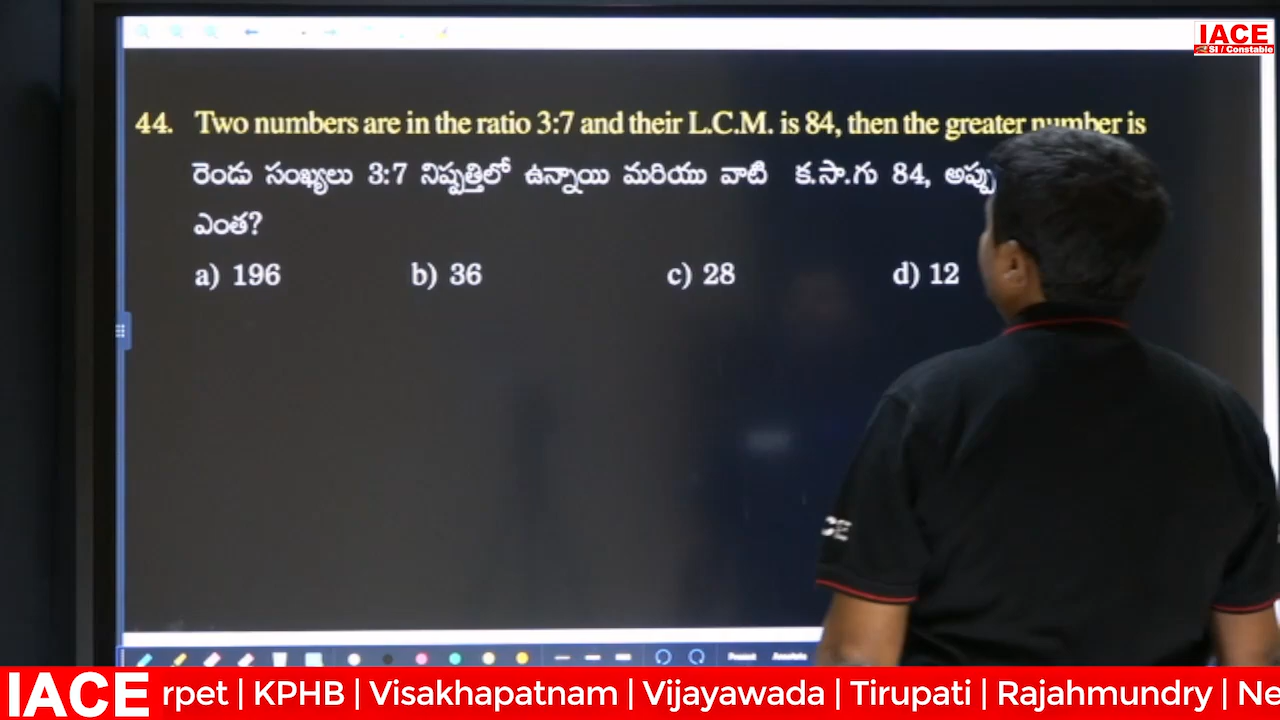 IACE
SI / Constable
44. Two numbers are in the ratio 3:7 and their L.C.M. is 84, then the greater number is
రెండు సంఖ్యలు 3:7 నిష్పత్తిలో ఉన్నాయి మరియు వాటి క.సా.గు 84, అప్పు
ఎంత?
a) 196 b) 36 c) 28 d) 12
CE
IACE rpet | KPHB | Visakhapatnam | Vijayawada | Tirupati | Rajahmundry | Ne